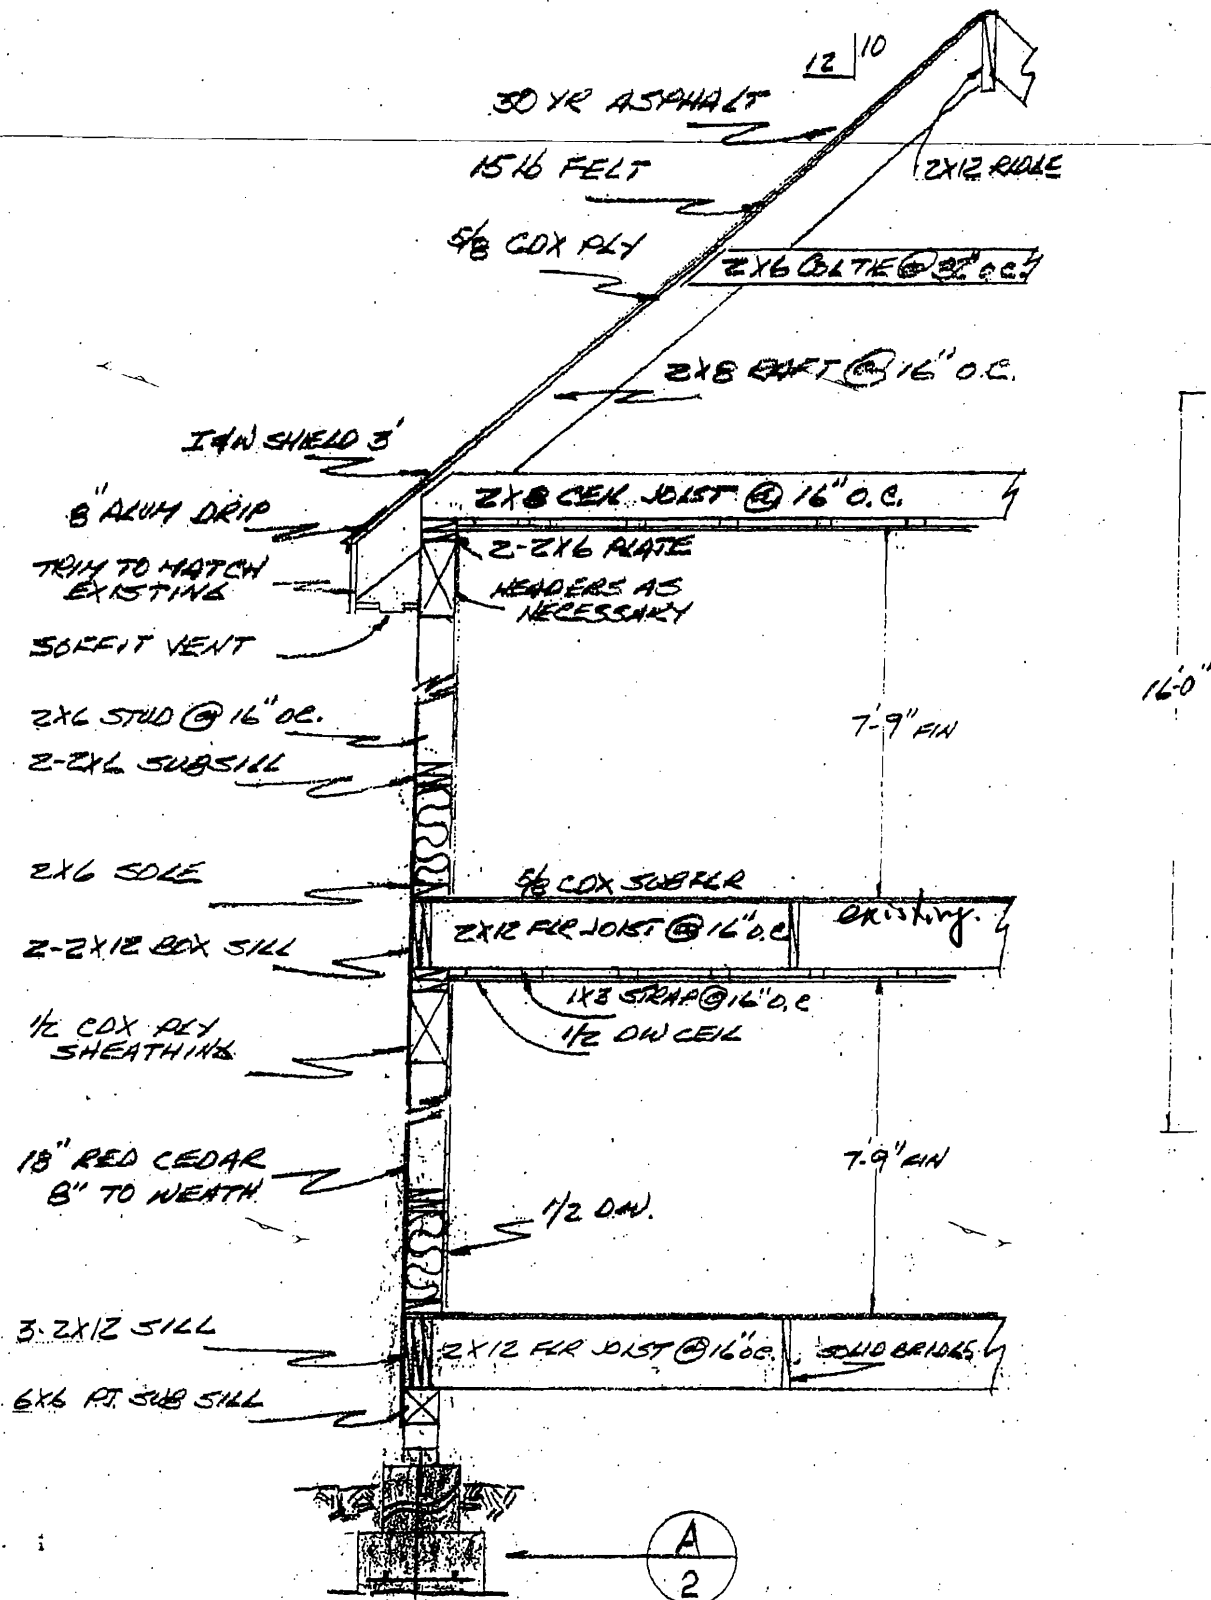 12 10
30 YR ASPHALT
15 lb FELT
2X12 RIDGE
5/8 CDX PLY
2X6 COL TIE @ 32" O.C.
2X8 RAFT @ 16" O.C.
I&W SHIELD 3'
8" ALUM DRIP
2X8 CEIL JOIST @ 16" O.C.
2-2X6 PLATE
TRIM TO MATCH
EXISTING
HEADERS AS
NECESSARY
SOFFIT VENT
16'-0"
2X6 STUD @ 16" OC.
7'-9" FIN
2-2X6 SUBSILL
2X6 SOLE
5/8 CDX SUBFLR
existing.
2X12 FLR JOIST @ 16" O.C
2-2X12 BOX SILL
1X3 STRAP @ 16" O.C
1/2 DW CEIL
1/2 CDX PLY
SHEATHING
18" RED CEDAR
8" TO WEATH
7'-9" FIN
1/2 D.W.
3-2X12 SILL
2X12 FLR JOIST @ 16" OC.
SOLID BRIDG
6X6 P.T. SUB SILL
A
2